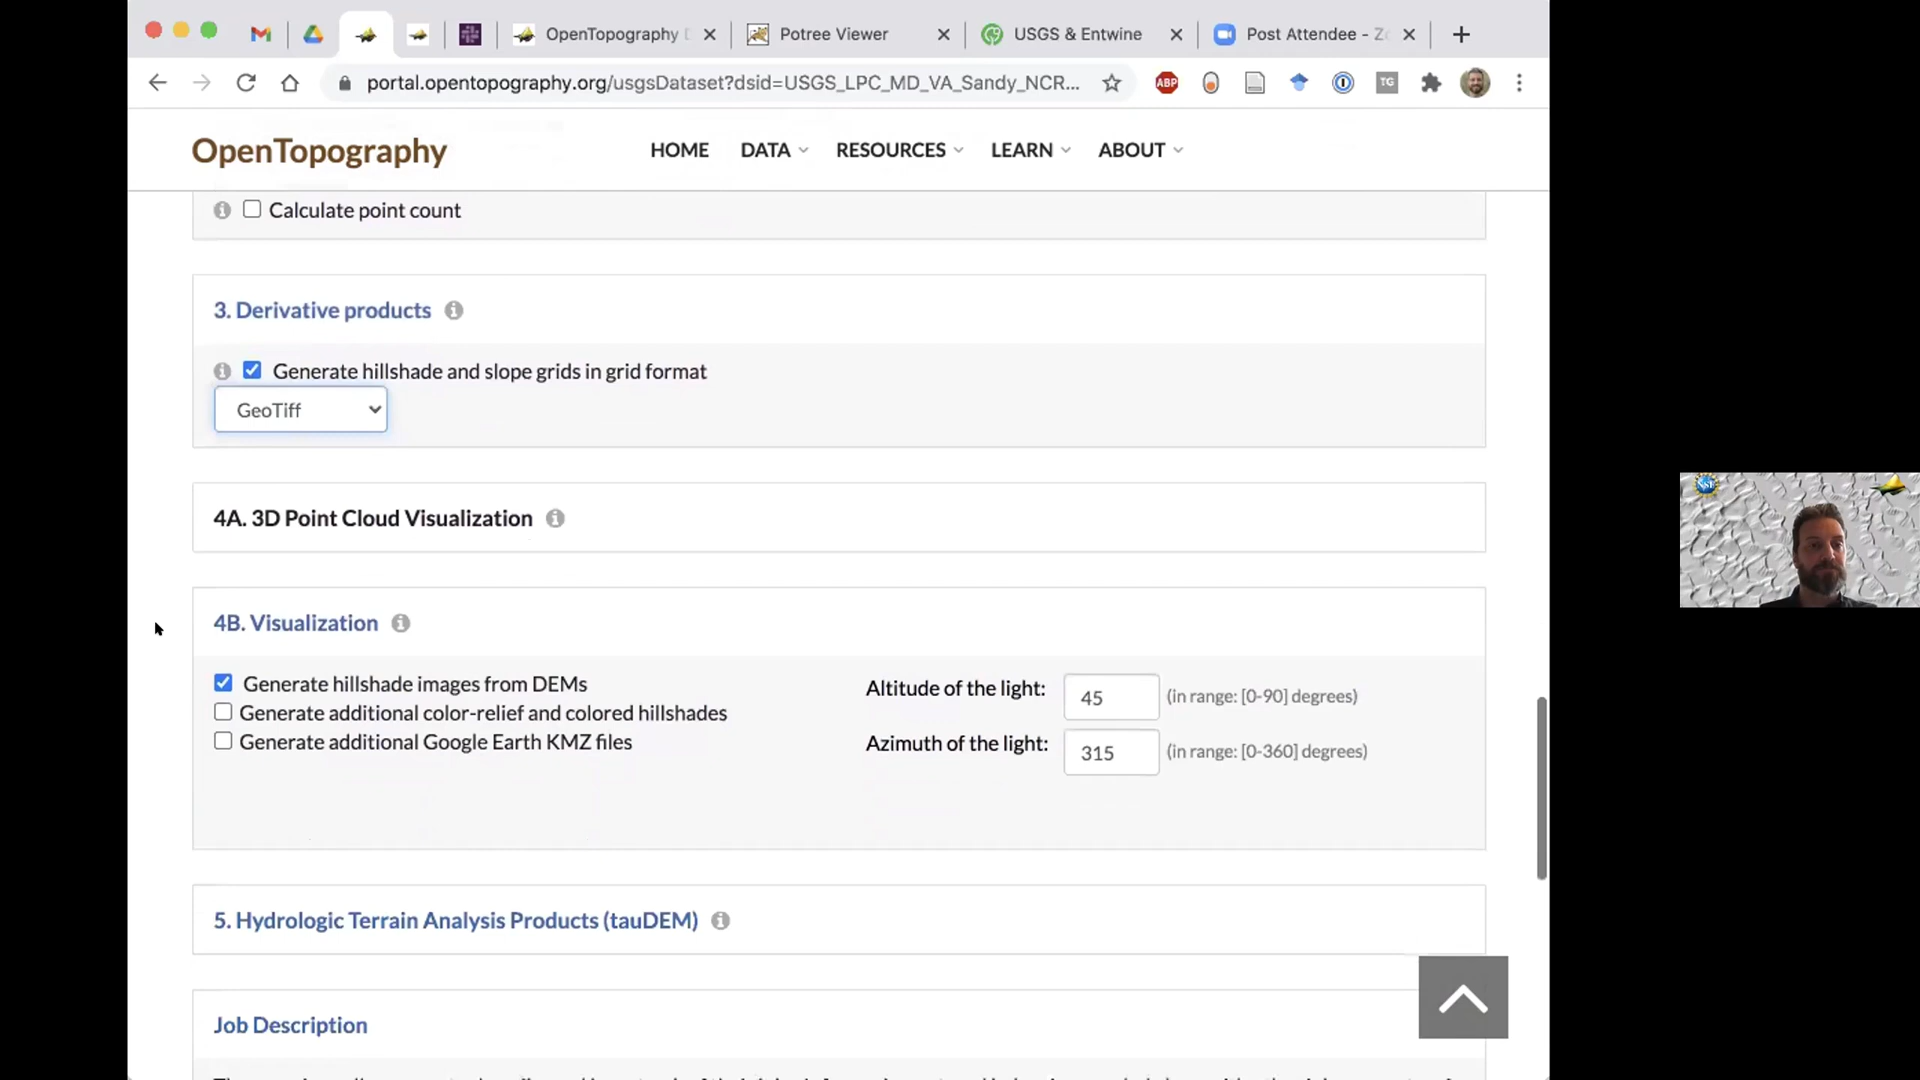 OpenTopography D
Potree Viewer
USGS & Entwine
Post Attendee - Zo
portal.opentopography.org/usgsDataset?dsid=USGS_LPC_MD_VA_Sandy_NCR...
ABP
TG
OpenTopography
HOME DATA RESOURCES LEARN ABOUT
Calculate point count
3. Derivative products
Generate hillshade and slope grids in grid format
GeoTiff
4A. 3D Point Cloud Visualization
4B. Visualization
Generate hillshade images from DEMs
Generate additional color-relief and colored hillshades
Generate additional Google Earth KMZ files
Altitude of the light: 45 (in range: [0-90] degrees)
Azimuth of the light: 315 (in range: [0-360] degrees)
5. Hydrologic Terrain Analysis Products (tauDEM)
Job Description
NSF